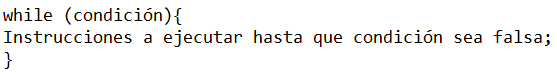 while (condición){
Instrucciones a ejecutar hasta que condición sea falsa;
}